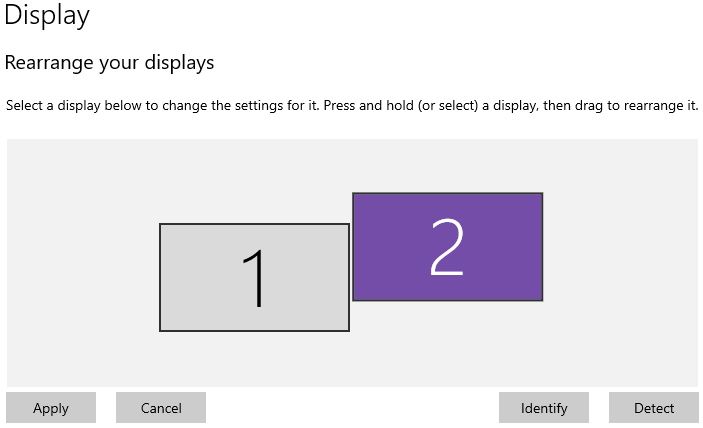 Display
Rearrange your displays
Select a display below to change the settings for it. Press and hold (or select) a display, then drag to rearrange it.
1
2
Apply
Cancel
Identify
Detect